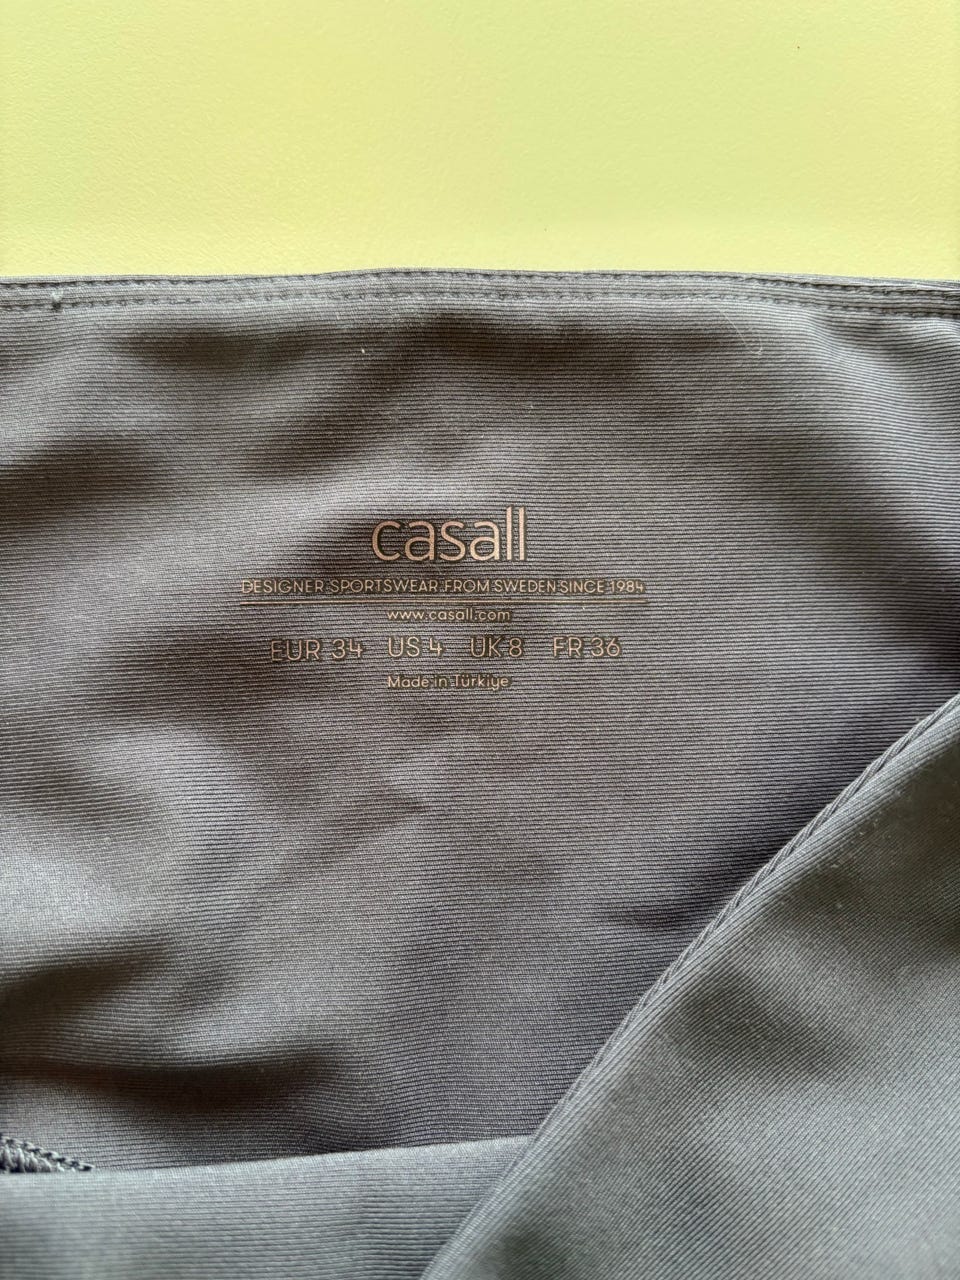 casall
DESIGNER SPORTSWEAR FROM SWEDEN SINCE 1984
www.casall.com
EUR 34 US 4 UK 8 FR 36
Made in Türkiye